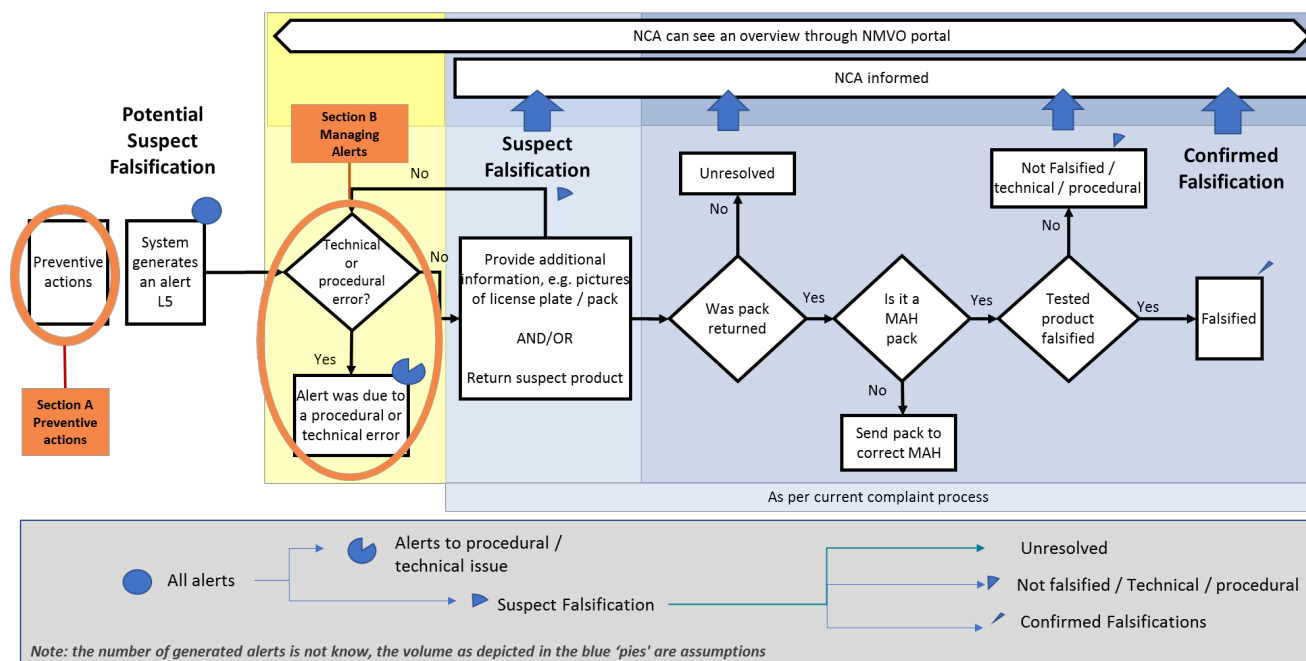 NCA can see an overview through NMVO portal
NCA informed
Potential
Suspect
Falsification
Section B
Managing
Alerts
Suspect
Falsification
Confirmed
Falsification
Preventive
actions
System
generates
an alert
L5
Technical
or
procedural
error?
No
No
Yes
Alert was due to
a procedural or
technical error
Section A
Preventive
actions
Provide additional
information, e.g. pictures
of license plate / pack
AND/OR
Return suspect product
Unresolved
No
Was pack
returned
Yes
Is it a
MAH
pack
No
Send pack to
correct MAH
Yes
Not Falsified /
technical / procedural
No
Tested
product
falsified
Yes
Falsified
As per current complaint process
All alerts
Alerts to procedural /
technical issue
Suspect Falsification
Unresolved
Not falsified / Technical / procedural
Confirmed Falsifications
Note: the number of generated alerts is not know, the volume as depicted in the blue ‘pies' are assumptions